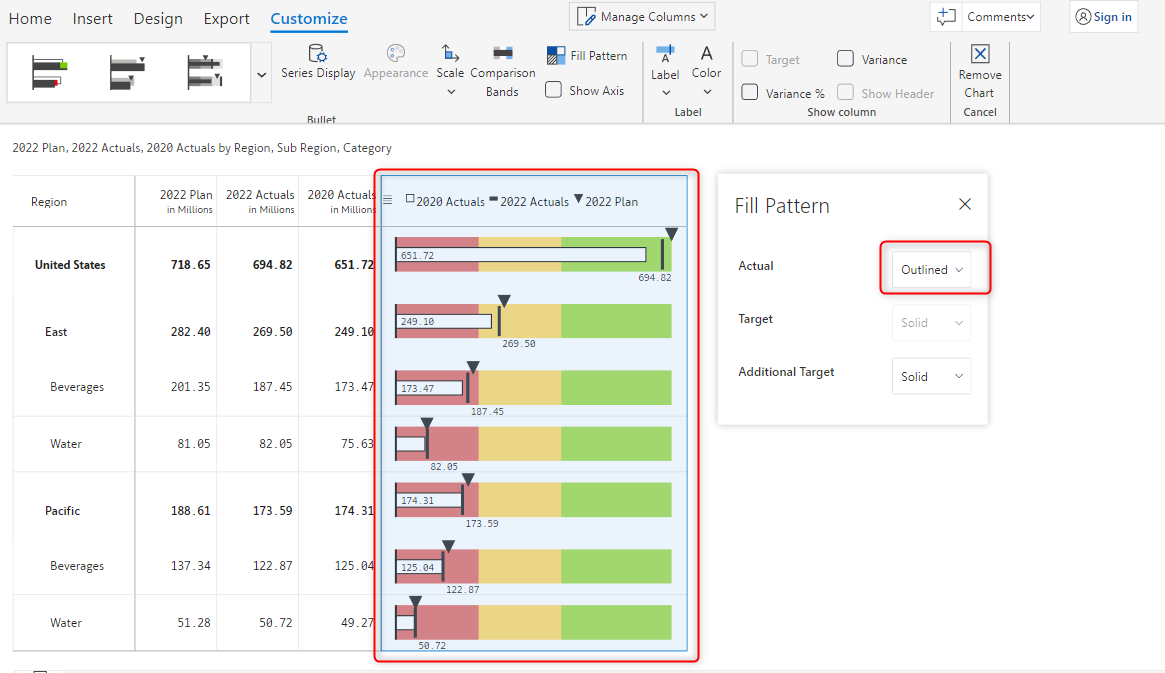 Home Insert Design Export Customize
Manage Columns
Comments
Sign in
Series Display
Appearance
Scale
Comparison
Bands
Fill Pattern
Show Axis
Bullet
Label
Color
Label
Target
Variance
Variance %
Show Header
Show column
Remove
Chart
Cancel
2022 Plan, 2022 Actuals, 2020 Actuals by Region, Sub Region, Category
Region
2022 Plan
in Millions
2022 Actuals
in Millions
2020 Actuals
in Millions
2020 Actuals 2022 Actuals 2022 Plan
United States 718.65 694.82 651.72
651.72
694.82
East 282.40 269.50 249.10
249.10
269.50
Beverages 201.35 187.45 173.47
173.47
187.45
Water 81.05 82.05 75.63
82.05
Pacific 188.61 173.59 174.31
174.31
173.59
Beverages 137.34 122.87 125.04
125.04
122.87
Water 51.28 50.72 49.27
50.72
Fill Pattern
Actual
Outlined
Target
Solid
Additional Target
Solid